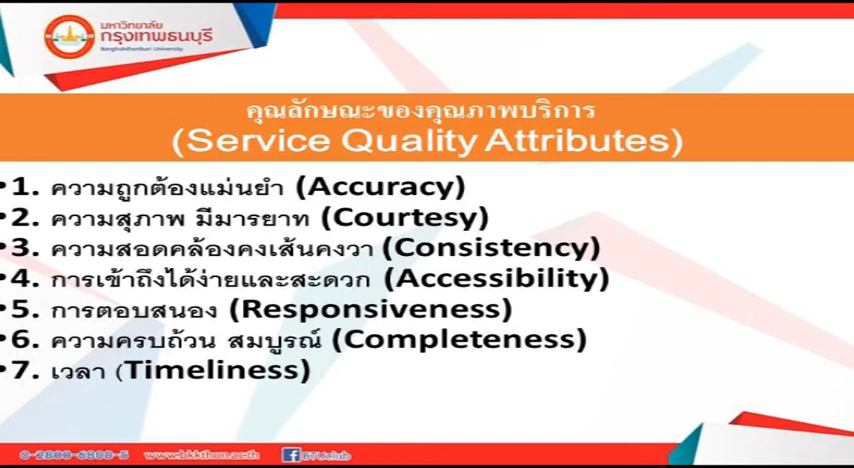 มหาวิทยาลัย
กรุงเทพธนบุรี
Bangkokthonburi University
คุณลักษณะของคุณภาพบริการ
(Service Quality Attributes)
•1. ความถูกต้องแม่นยำ (Accuracy)
•2. ความสุภาพ มีมารยาท (Courtesy)
•3. ความสอดคล้องคงเส้นคงวา (Consistency)
•4. การเข้าถึงได้ง่ายและสะดวก (Accessibility)
•5. การตอบสนอง (Responsiveness)
•6. ความครบถ้วน สมบูรณ์ (Completeness)
•7. เวลา (Timeliness)
0-2800-6800-5 www.bkkthon.ac.th BTUclub